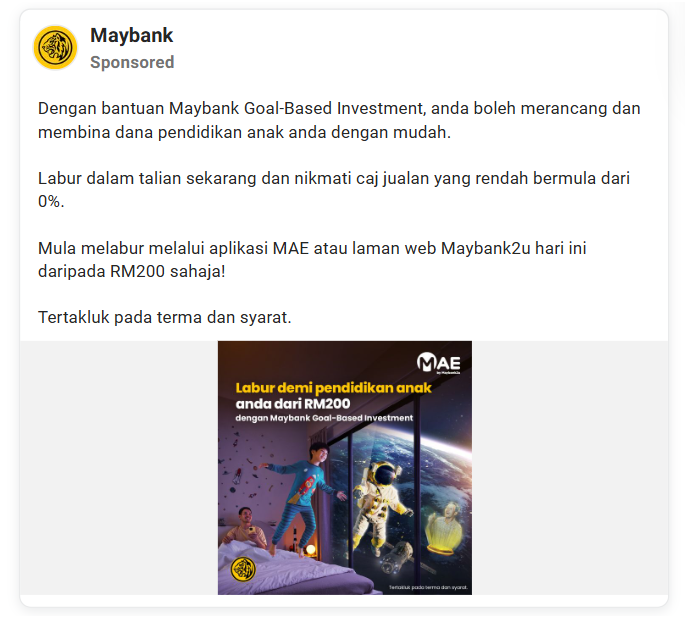 Maybank
Sponsored
Dengan bantuan Maybank Goal-Based Investment, anda boleh merancang dan
membina dana pendidikan anak anda dengan mudah.
Labur dalam talian sekarang dan nikmati caj jualan yang rendah bermula dari
0%.
Mula melabur melalui aplikasi MAE atau laman web Maybank2u hari ini
daripada RM200 sahaja!
Tertakluk pada terma dan syarat.
MAE
by Maybank2u
Labur demi pendidikan anak
anda dari RM200
dengan Maybank Goal-Based Investment
Tertakluk pada terma dan syarat.